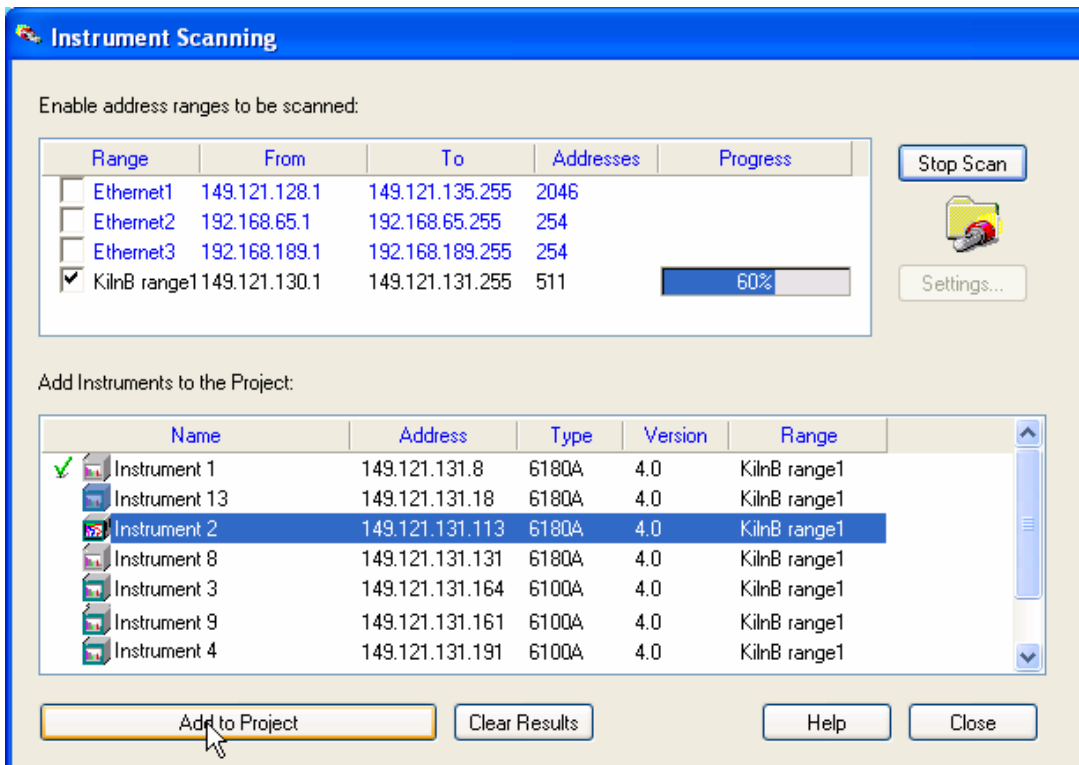 Instrument Scanning
Enable address ranges to be scanned:
Range From To Addresses Progress
Stop Scan
Ethernet1 149.121.128.1 149.121.135.255 2046
Ethernet2 192.168.65.1 192.168.65.255 254
Ethernet3 192.168.189.1 192.168.189.255 254
KilnB range1 149.121.130.1 149.121.131.255 511 60%
Settings...
Add Instruments to the Project:
Name Address Type Version Range
Instrument 1 149.121.131.8 6180A 4.0 KilnB range1
Instrument 13 149.121.131.18 6180A 4.0 KilnB range1
Instrument 2 149.121.131.113 6180A 4.0 KilnB range1
Instrument 8 149.121.131.131 6180A 4.0 KilnB range1
Instrument 3 149.121.131.164 6100A 4.0 KilnB range1
Instrument 9 149.121.131.161 6100A 4.0 KilnB range1
Instrument 4 149.121.131.191 6100A 4.0 KilnB range1
Add to Project Clear Results Help Close